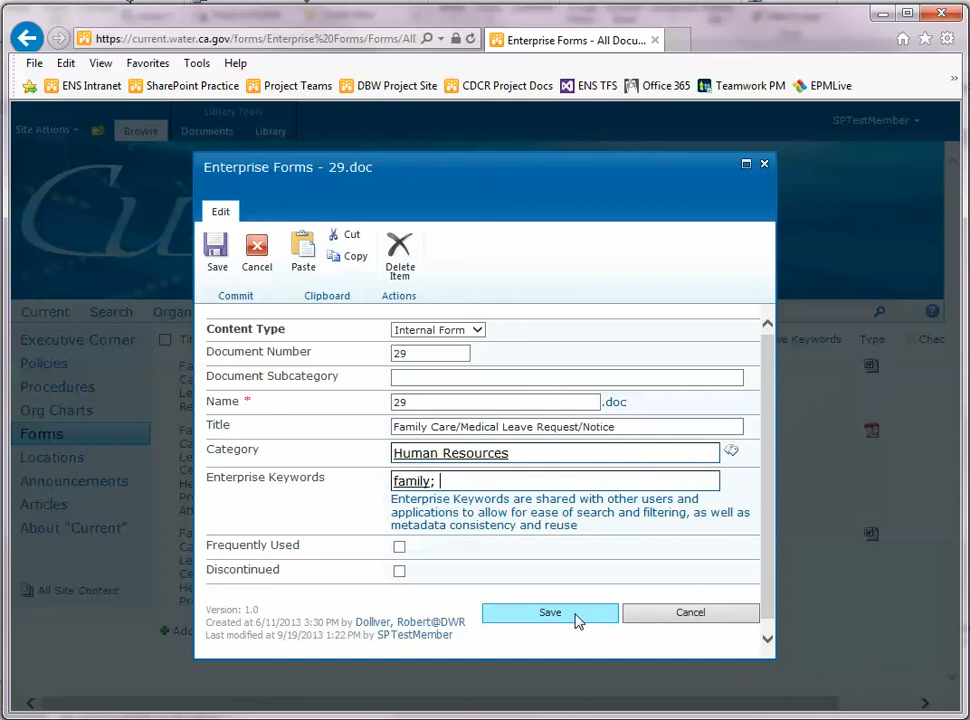 https://current.water.ca.gov/forms/Enterprise%20Forms/Forms/All
Enterprise Forms - All Docu...
File Edit View Favorites Tools Help
ENS Intranet SharePoint Practice Project Teams DBW Project Site CDCR Project Docs ENS TFS Office 365 Teamwork PM EPMLive
Library Tools
Site Actions Browse Documents Library SPTestMember
Enterprise Forms - 29.doc
Edit
Save Cancel Paste Cut Copy Delete Item
Commit Clipboard Actions
Current Search Organ
Executive Corner
Policies
Procedures
Org Charts
Forms
Locations
Announcements
Articles
About "Current"
All Site Content
Keywords Type Chec
Content Type Internal Form
Document Number 29
Document Subcategory
Name * 29 .doc
Title Family Care/Medical Leave Request/Notice
Category Human Resources
Enterprise Keywords family;
Enterprise Keywords are shared with other users and
applications to allow for ease of search and filtering, as well as
metadata consistency and reuse
Frequently Used
Discontinued
Version: 1.0
Created at 6/11/2013 3:30 PM by Dolliver, Robert@DWR
Last modified at 9/19/2013 1:22 PM by SPTestMember
Save Cancel